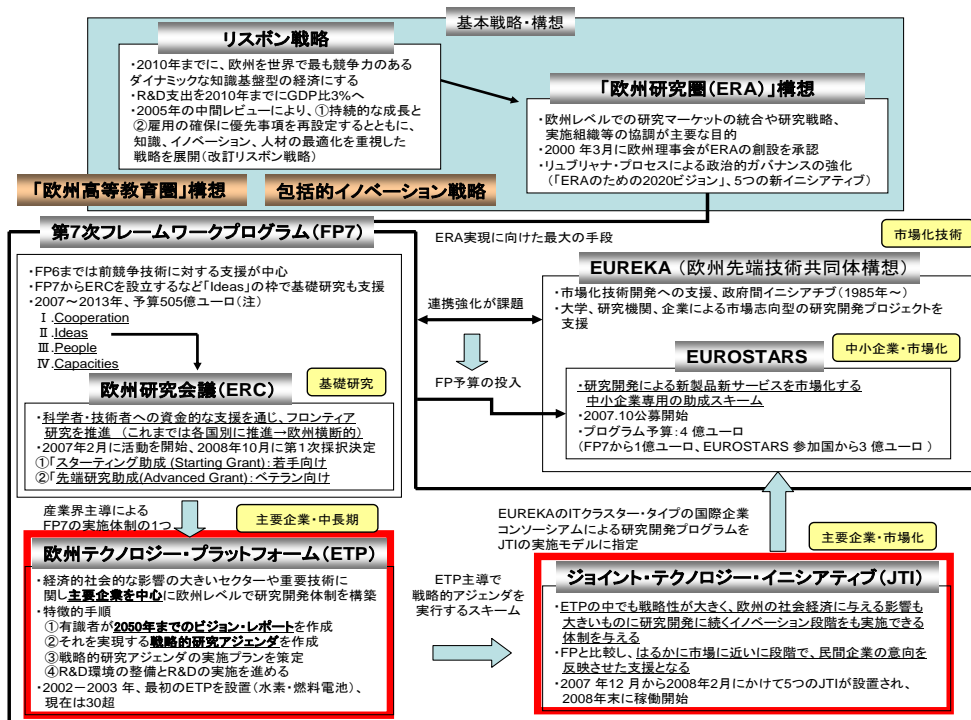 基本戦略・構想
リスボン戦略
・2010年までに、欧州を世界で最も競争力のある
ダイナミックな知識基盤型の経済にする
・R&D支出を2010年までにGDP比3%へ
・2005年の中間レビューにより、①持続的な成長と
②雇用の確保に優先事項を再設定するとともに、
知識、イノベーション、人材の最適化を重視した
戦略を展開（改訂リスボン戦略）
「欧州研究圏（ERA）」構想
・欧州レベルでの研究マーケットの統合や研究戦略、
実施組織等の協調が主要な目的
・2000 年3月に欧州理事会がERAの創設を承認
・リュブリャナ・プロセスによる政治的ガバナンスの強化
（「ERAのための2020ビジョン」、5つの新イニシアティブ）
「欧州高等教育圏」構想
包括的イノベーション戦略
第7次フレームワークプログラム（FP7）
ERA実現に向けた最大の手段
市場化技術
・FP6までは前競争技術に対する支援が中心
・FP7からERCを設立するなど「Ideas」の枠で基礎研究も支援
・2007～2013年、予算505億ユーロ（注）
Ⅰ.Cooperation
Ⅱ.Ideas
Ⅲ.People
Ⅳ.Capacities
連携強化が課題
FP予算の投入
EUREKA（欧州先端技術共同体構想）
・市場化技術開発への支援、政府間イニシアチブ（1985年～）
・大学、研究機関、企業による市場志向型の研究開発プロジェクトを
支援
EUROSTARS
中小企業・市場化
・研究開発による新製品新サービスを市場化する
中小企業専用の助成スキーム
・2007.10公募開始
・プログラム予算：4 億ユーロ
（FP7から1億ユーロ、EUROSTARS 参加国から3 億ユーロ ）
欧州研究会議（ERC）
基礎研究
・科学者・技術者への資金的な支援を通じ、フロンティア
研究を推進 （これまでは各国別に推進→欧州横断的）
・2007年2月に活動を開始、2008年10月に第1次採択決定
①「スターティング助成 (Starting Grant)：若手向け
②「先端研究助成(Advanced Grant)：ベテラン向け
産業界主導による
FP7の実施体制の1つ
主要企業・中長期
EUREKAのITクラスター・タイプの国際企業
コンソーシアムによる研究開発プログラムを
JTIの実施モデルに指定
主要企業・市場化
欧州テクノロジー・プラットフォーム（ETP）
・経済的社会的な影響の大きいセクターや重要技術に
関し主要企業を中心に欧州レベルで研究開発体制を構築
・特徴的手順
①有識者が2050年までのビジョン・レポートを作成
②それを実現する戦略的研究アジェンダを作成
③戦略的研究アジェンダの実施プランを策定
④R&D環境の整備とR&Dの実施を進める
・2002－2003 年、最初のETPを設置（水素・燃料電池）、
現在は30超
ETP主導で
戦略的アジェンダを
実行するスキーム
ジョイント・テクノロジー・イニシアティブ（JTI）
・ETPの中でも戦略性が大きく、欧州の社会経済に与える影響も
大きいものに研究開発に続くイノベーション段階をも実施できる
体制を与える
・FPと比較し、はるかに市場に近いに段階で、民間企業の意向を
反映させた支援となる
・2007 年12 月から2008年2月にかけて5つのJTIが設置され、
2008年末に稼働開始